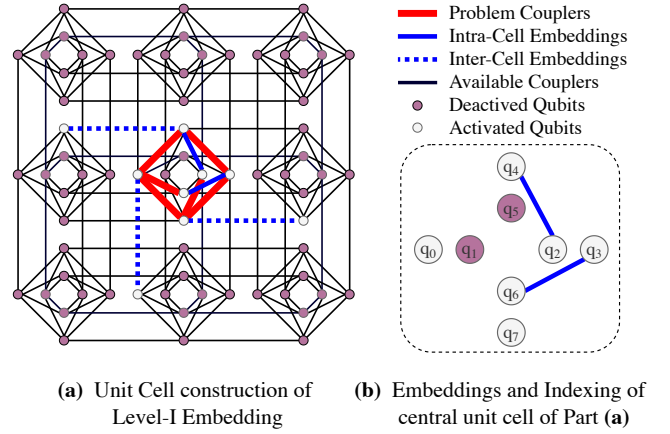 Problem Couplers
Intra-Cell Embeddings
Inter-Cell Embeddings
Available Couplers
Deactived Qubits
Activated Qubits
q4
q5
q0 q1 q2 q3
q6
q7
(a) Unit Cell construction of
Level-I Embedding
(b) Embeddings and Indexing of
central unit cell of Part (a)